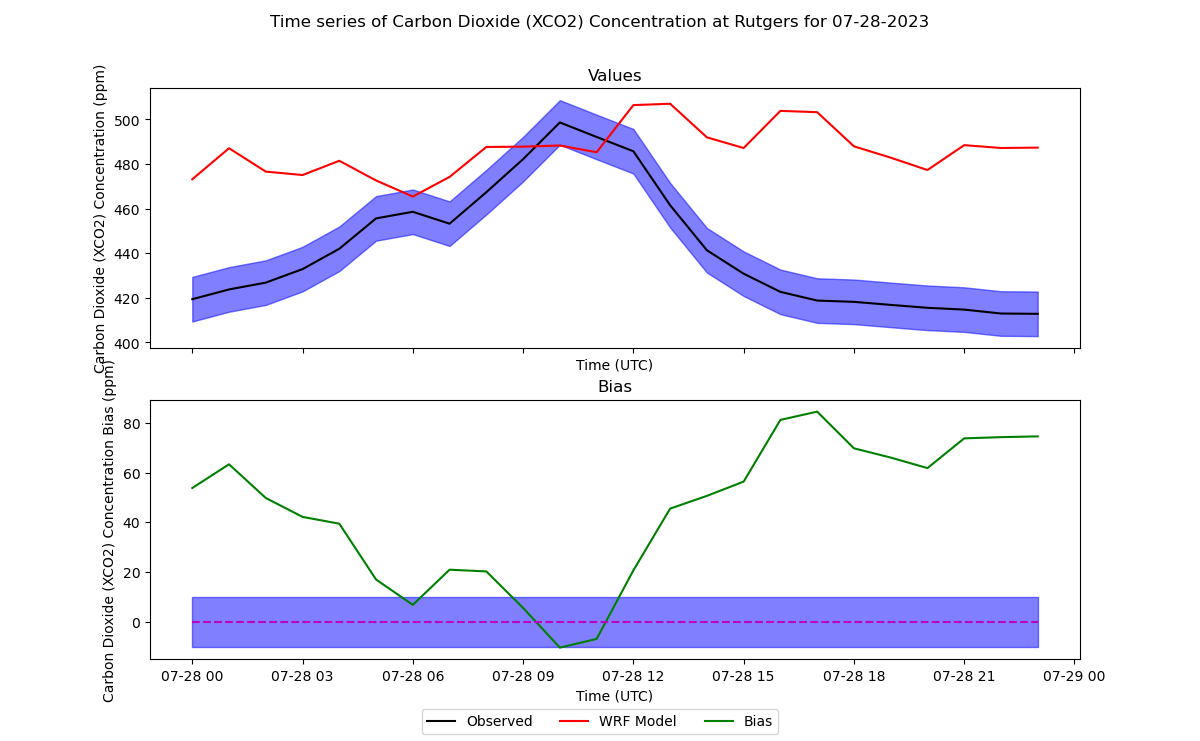 Time series of Carbon Dioxide (XCO2) Concentration at Rutgers for 07-28-2023
Values
Carbon Dioxide (XCO2) Concentration (ppm)
500
480
460
440
420
400
Time (UTC)
Bias
Carbon Dioxide (XCO2) Concentration Bias (ppm)
80
60
40
20
0
07-28 00 07-28 03 07-28 06 07-28 09 07-28 12 07-28 15 07-28 18 07-28 21 07-29 00
Time (UTC)
Observed WRF Model Bias